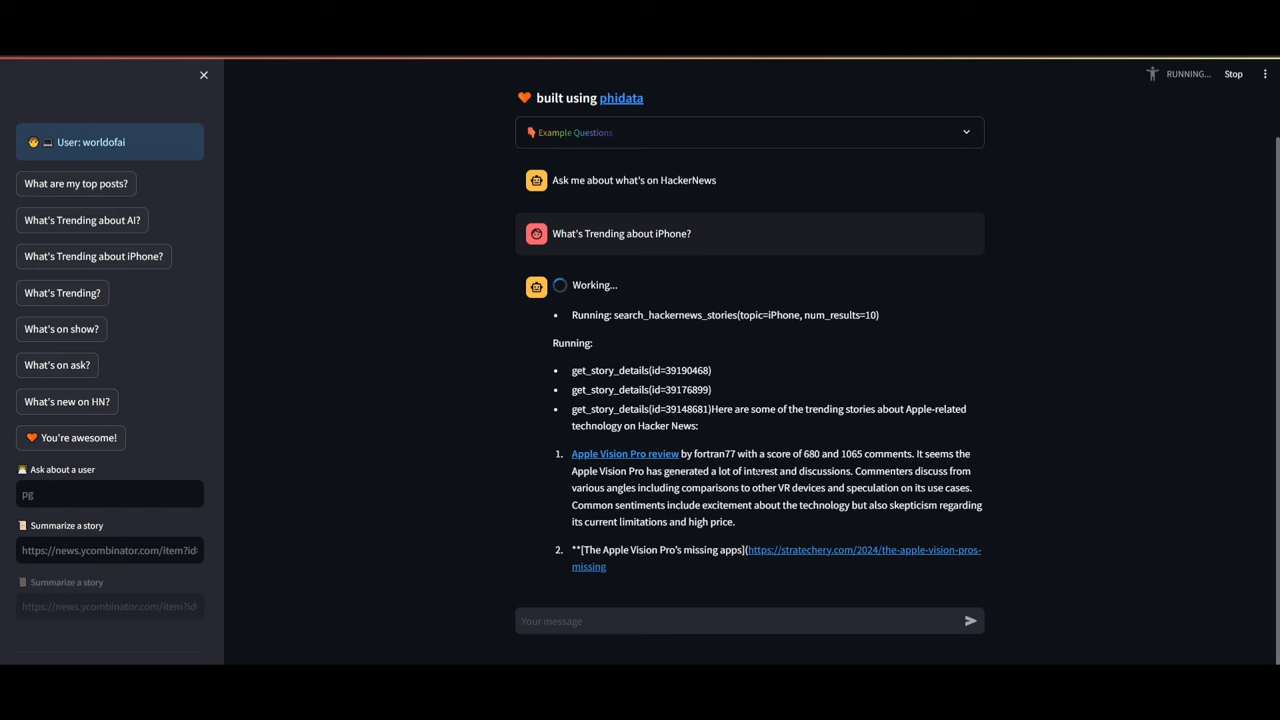 RUNNING...
Stop
User: worldofai
What are my top posts?
What's Trending about AI?
What's Trending about iPhone?
What's Trending?
What's on show?
What's on ask?
What's new on HN?
You're awesome!
Ask about a user
pg
Summarize a story
https://news.ycombinator.com/item?id=
Summarize a story
https://news.ycombinator.com/item?id
built using phidata
Example Questions
Ask me about what's on HackerNews
What's Trending about iPhone?
Working...
• Running: search_hackernews_stories(topic=iPhone, num_results=10)
Running:
• get_story_details(id=39190468)
• get_story_details(id=39176899)
• get_story_details(id=39148681)Here are some of the trending stories about Apple-related
technology on Hacker News:
1. Apple Vision Pro review by fortran77 with a score of 680 and 1065 comments. It seems the
Apple Vision Pro has generated a lot of interest and discussions. Commenters discuss from
various angles including comparisons to other VR devices and speculation on its use cases.
Common sentiments include excitement about the technology but also skepticism regarding
its current limitations and high price.
2. **[The Apple Vision Pro's missing apps](https://stratechery.com/2024/the-apple-vision-pros-
missing
Your message